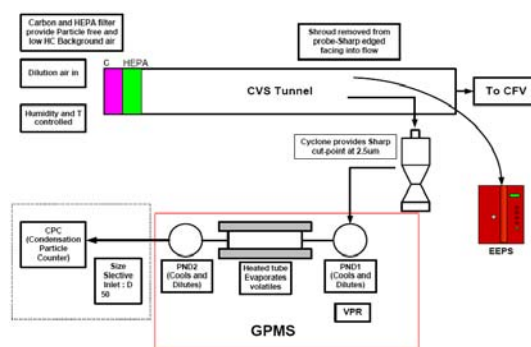 Carbon and HEPA filter
provide Particle free and
low HC Background air
Shroud removed from
probe-Sharp edged
facing into flow
C HEPA
Dilution air in
CVS Tunnel
To CFV
Humidity and T
controlled
Cyclone provides Sharp
cut-point at 2.5um
EEPS
CPC
(Condensation
Particle
Counter)
Size
Slective
Inlet : D
50
PND2
(Cools and
Dilutes)
Heated tube
Evaporates
volatiles
PND1
(Cools and
Dilutes)
VPR
GPMS